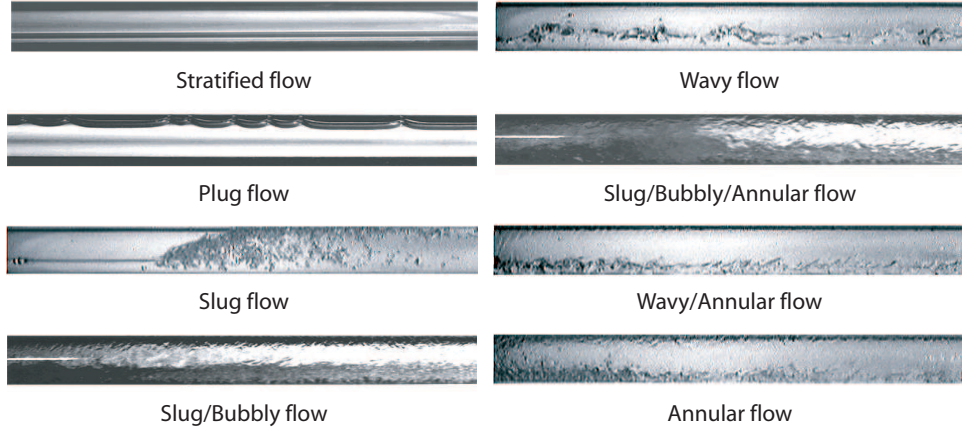 Stratified flow
Wavy flow
Plug flow
Slug/Bubbly/Annular flow
Slug flow
Wavy/Annular flow
Slug/Bubbly flow
Annular flow